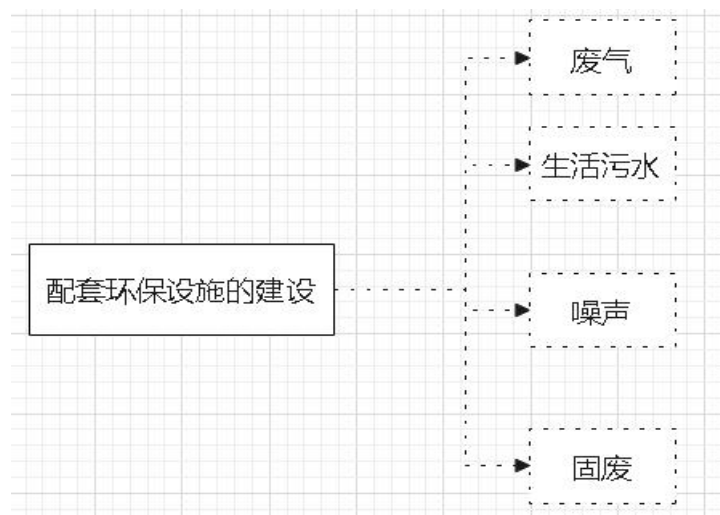 废气
生活污水
配套环保设施的建设
噪声
固废